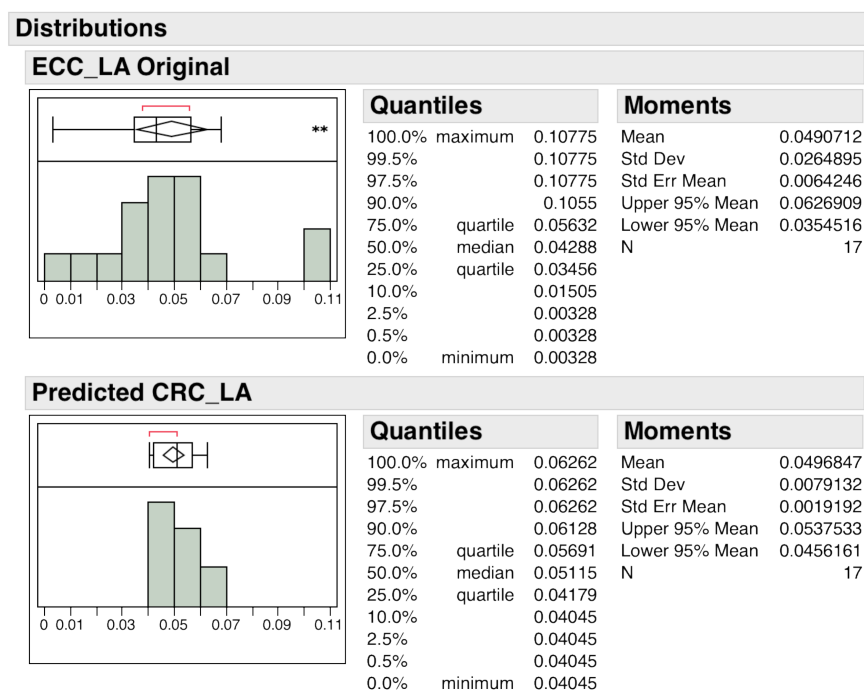 Distributions
ECC_LA Original
**
0 0.01 0.03 0.05 0.07 0.09 0.11
Quantiles
100.0% maximum 0.10775
99.5% 0.10775
97.5% 0.10775
90.0% 0.1055
75.0% quartile 0.05632
50.0% median 0.04288
25.0% quartile 0.03456
10.0% 0.01505
2.5% 0.00328
0.5% 0.00328
0.0% minimum 0.00328
Moments
Mean 0.0490712
Std Dev 0.0264895
Std Err Mean 0.0064246
Upper 95% Mean 0.0626909
Lower 95% Mean 0.0354516
N 17
Predicted CRC_LA
0 0.01 0.03 0.05 0.07 0.09 0.11
Quantiles
100.0% maximum 0.06262
99.5% 0.06262
97.5% 0.06262
90.0% 0.06128
75.0% quartile 0.05691
50.0% median 0.05115
25.0% quartile 0.04179
10.0% 0.04045
2.5% 0.04045
0.5% 0.04045
0.0% minimum 0.04045
Moments
Mean 0.0496847
Std Dev 0.0079132
Std Err Mean 0.0019192
Upper 95% Mean 0.0537533
Lower 95% Mean 0.0456161
N 17